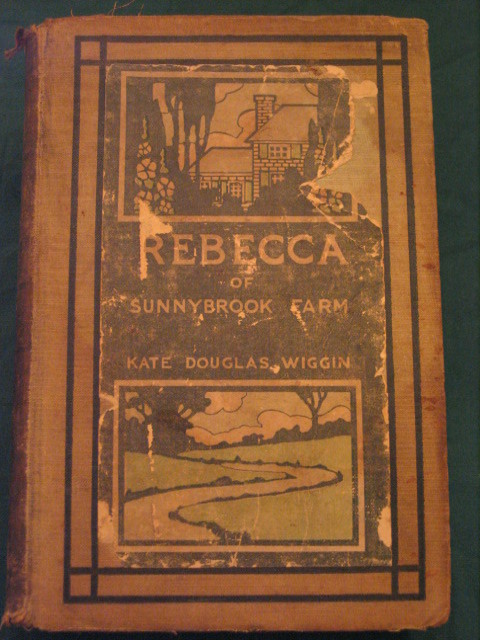 REBECCA
OF
SUNNYBROOK FARM
KATE DOUGLAS WIGGIN